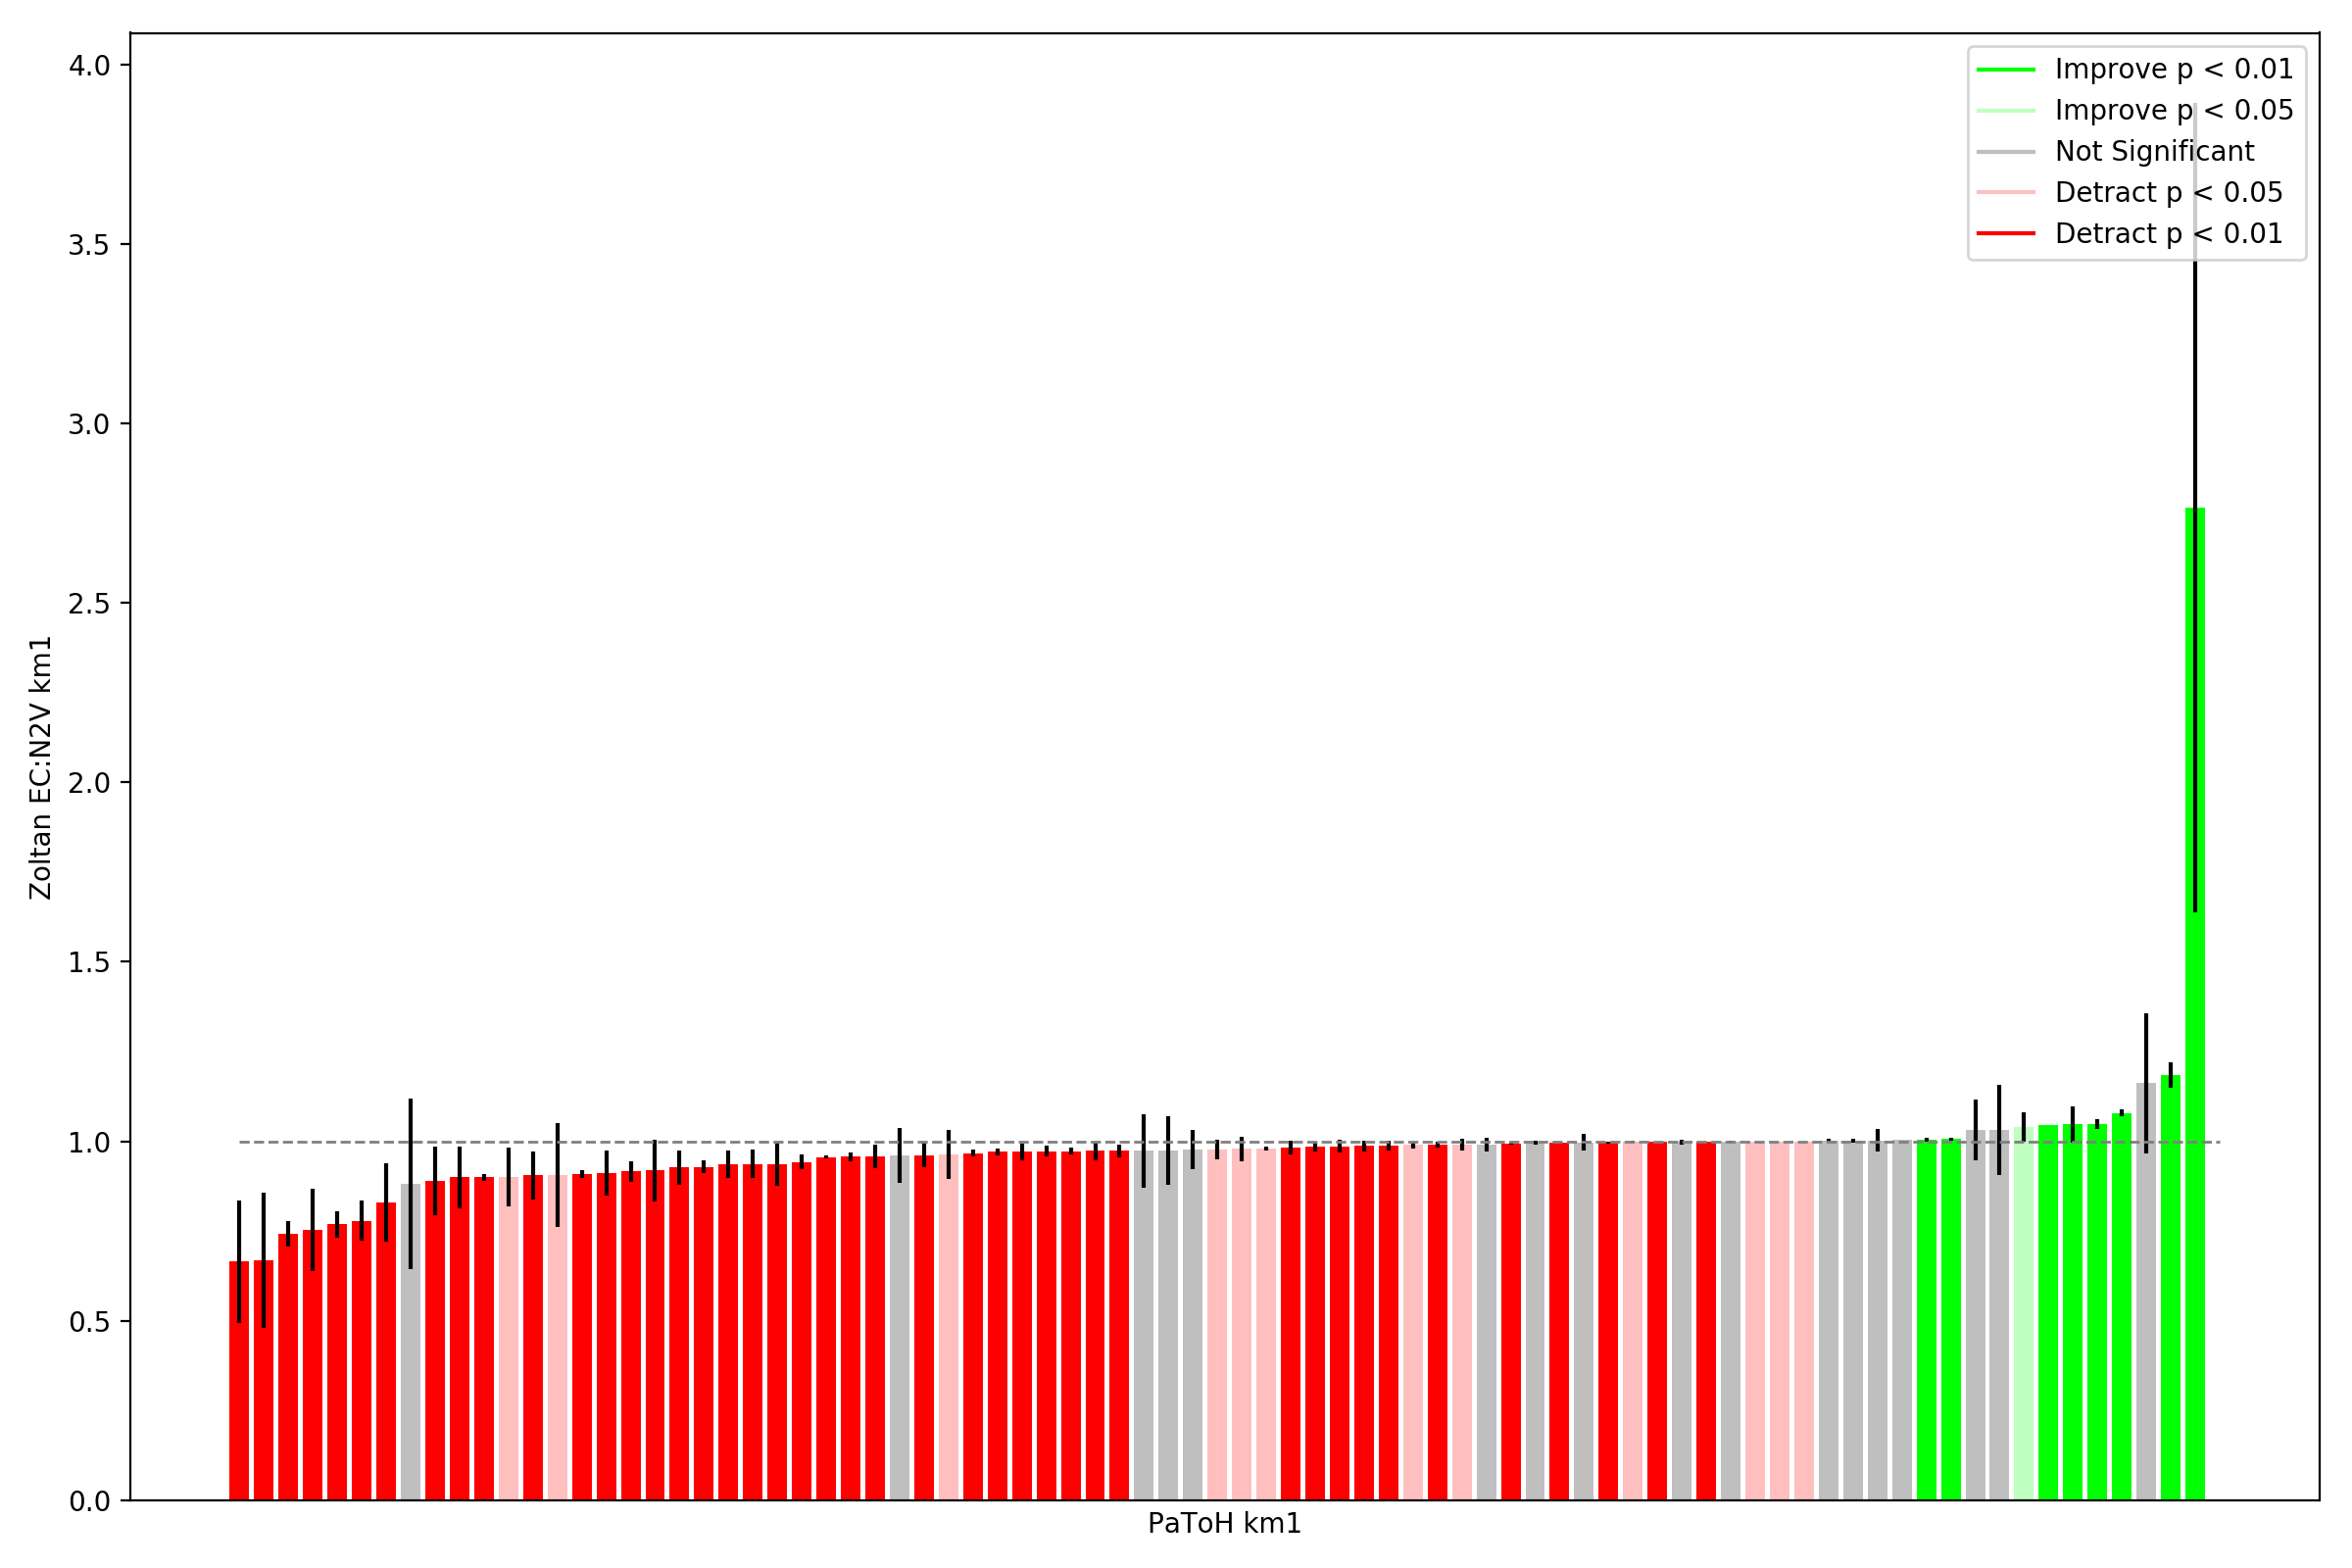 4.0
3.5
3.0
2.5
2.0
1.5
1.0
0.5
0.0
Zoltan EC:N2V km1
PaToH km1
Improve p < 0.01
Improve p < 0.05
Not Significant
Detract p < 0.05
Detract p < 0.01